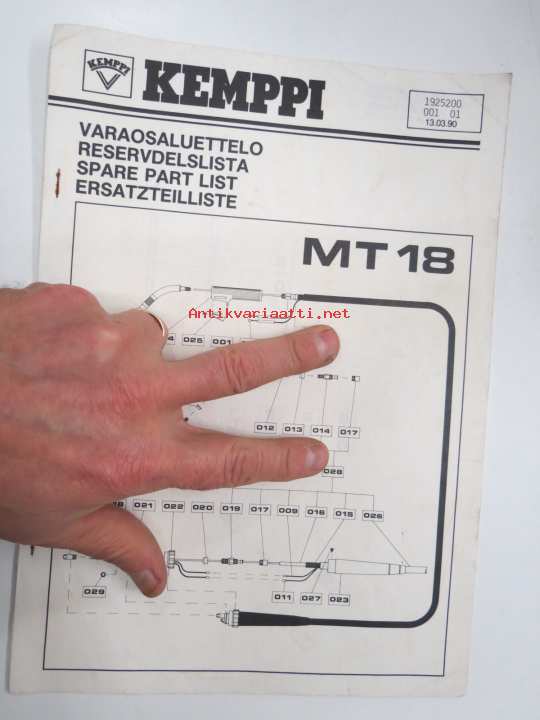 KEMPPI
KEMPPI
1925200
001 01
13.03.90
VARAOSALUETTELO
RESERVDELSLISTA
SPARE PART LIST
ERSATZTEILLISTE
MT 18
Antikvariaatti.net
025 001
012 013 014 017
028
021 022 020 019 017 009 016 015 026
029 011 027 023